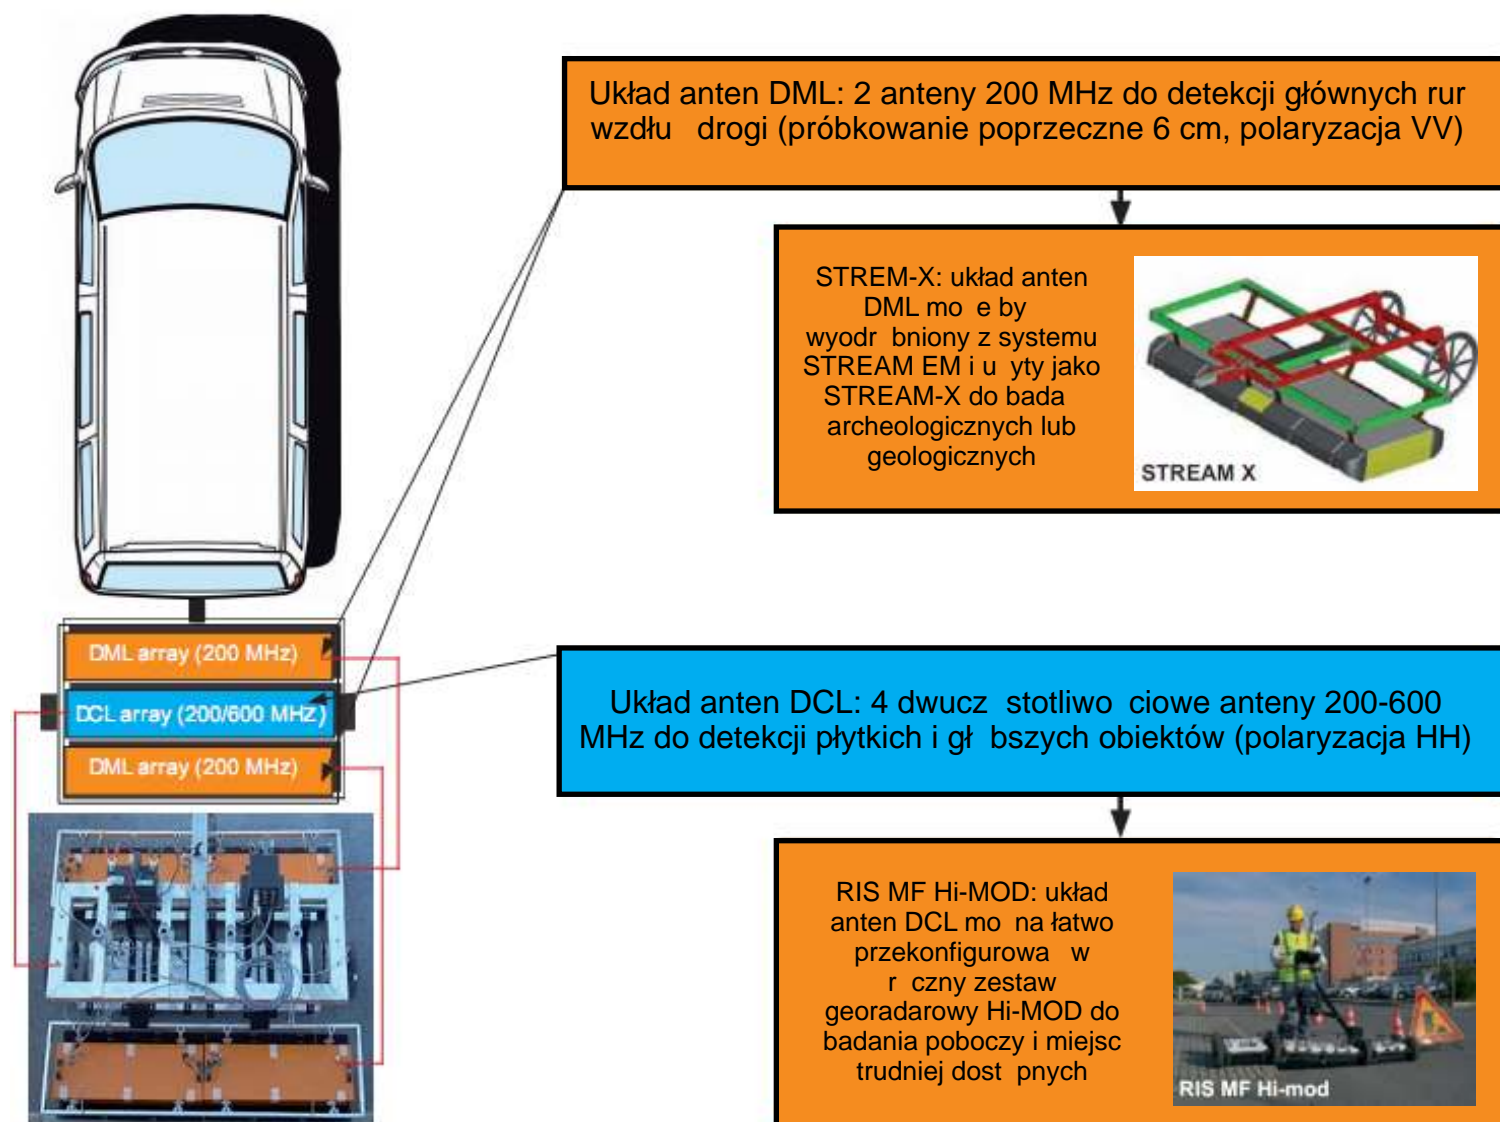 Układ anten DML: 2 anteny 200 MHz do detekcji głównych rur
wzdłu drogi (próbkowanie poprzeczne 6 cm, polaryzacja VV)
STREM-X: układ anten
DML mo e by
wyodr bniony z systemu
STREAM EM i u yty jako
STREAM-X do bada
archeologicznych lub
geologicznych
STREAM X
DML array (200 MHz)
DCL array (200/600 MHZ)
DML array (200 MHz)
Układ anten DCL: 4 dwucz stotliwo ciowe anteny 200-600
MHz do detekcji płytkich i gł bszych obiektów (polaryzacja HH)
RIS MF Hi-MOD: układ
anten DCL mo na łatwo
przekonfigurowa w
r czny zestaw
georadarowy Hi-MOD do
badania poboczy i miejsc
trudniej dost pnych
RIS MF Hi-mod